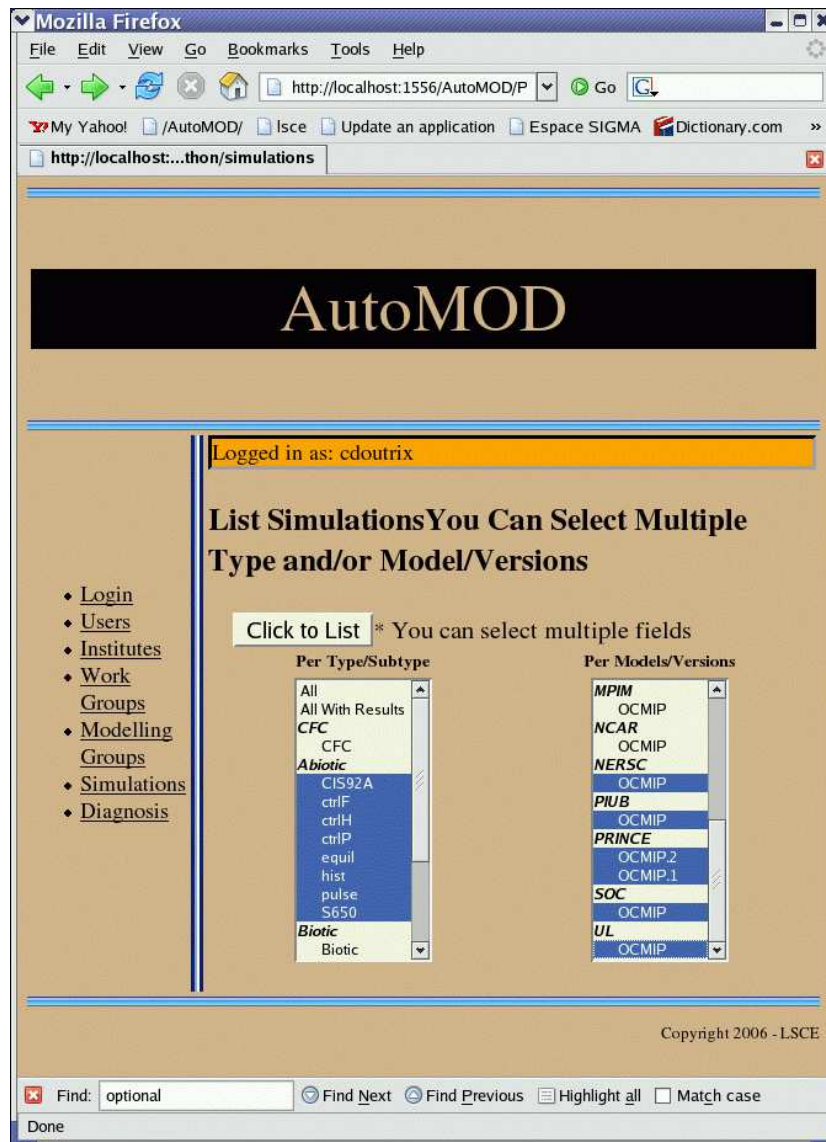 Mozilla Firefox
File Edit View Go Bookmarks Tools Help
http://localhost:1556/AutoMOD/P Go G
My Yahoo! /AutoMOD/ lsce Update an application Espace SIGMA Dictionary.com »
http://localhost:...thon/simulations
AutoMOD
Logged in as: cdoutrix
List SimulationsYou Can Select Multiple
Type and/or Model/Versions
Login
Users
Institutes
Work
Groups
Modelling
Groups
Simulations
Diagnosis
Click to List * You can select multiple fields
Per Type/Subtype
All
All With Results
CFC
CFC
Abiotic
CIS92A
ctrlF
ctrlH
ctrlP
equil
hist
pulse
S650
Biotic
Biotic
Per Models/Versions
MPIM
OCMIP
NCAR
OCMIP
NERSC
OCMIP
PIUB
OCMIP
PRINCE
OCMIP.2
OCMIP.1
SOC
OCMIP
UL
OCMIP
Copyright 2006 - LSCE
Find: optional Find Next Find Previous Highlight all Match case
Done